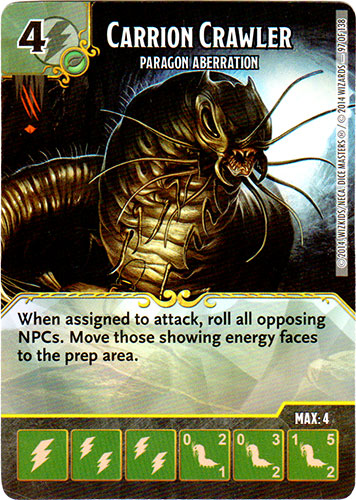 4
CARRION CRAWLER
PARAGON ABERRATION
©2014 WIZKIDS/NECA. DICE MASTERS ® / © 2014 WIZARDS 97 OF 138
When assigned to attack, roll all opposing
NPCs. Move those showing energy faces
to the prep area.
MAX: 4
0 2 0 3 1 5
1 2 2